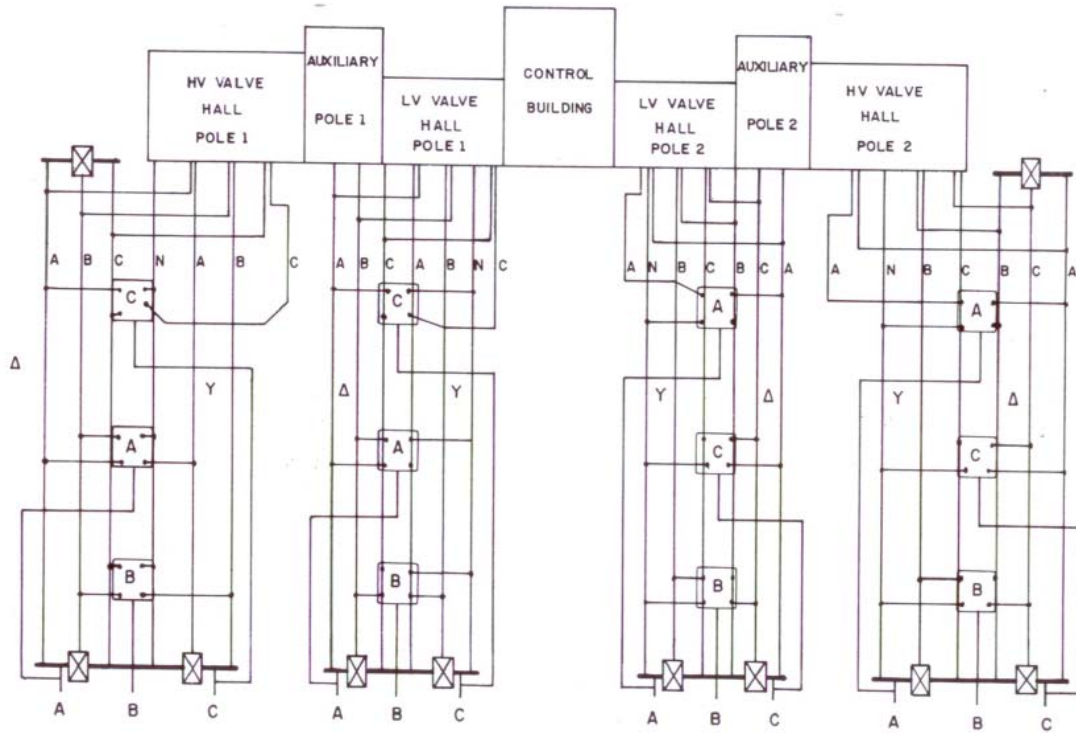 HV VALVE
HALL
POLE 1
AUXILIARY
POLE 1
LV VALVE
HALL
POLE 1
CONTROL
BUILDING
LV VALVE
HALL
POLE 2
AUXILIARY
POLE 2
HV VALVE
HALL
POLE 2
A B C N A B C
A B C A B N C
A N B C B C A
A N B C B C A
C C A A
Δ Y Δ Y Y Δ Y Δ
A A C C
B B B B
A B C A B C A B C A B C